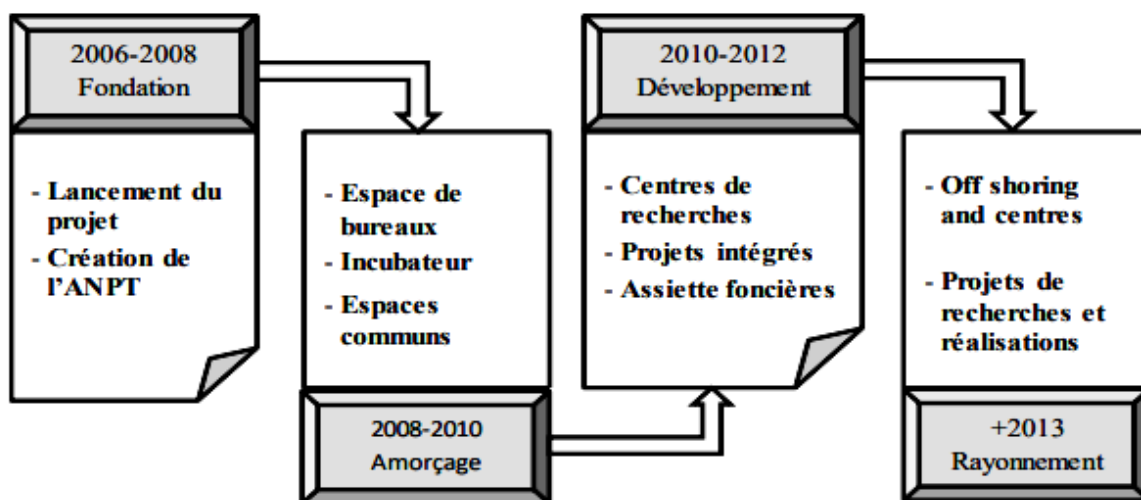 2006-2008
Fondation
- Lancement du
projet
- Création de
l'ANPT
- Espace de
bureaux
- Incubateur
- Espaces
communs
2008-2010
Amorçage
2010-2012
Développement
- Centres de
recherches
- Projets intégrés
- Assiette foncières
- Off shoring
and centres
- Projets de
recherches et
réalisations
+2013
Rayonnement